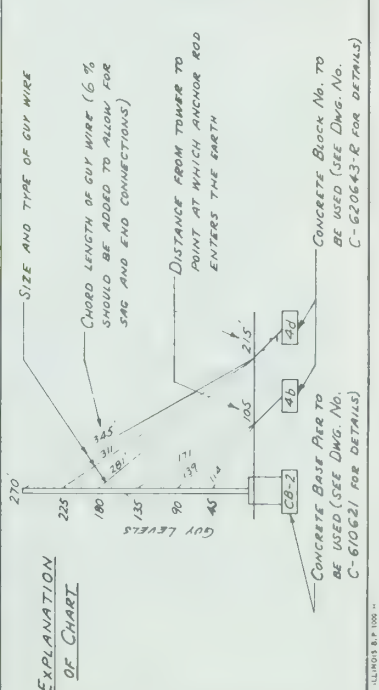 EXPLANATION
OF CHART
SIZE AND TYPE OF GUY WIRE
CHORD LENGTH OF GUY WIRE (6 %
SHOULD BE ADDED TO ALLOW FOR
SAG AND END CONNECTIONS)
DISTANCE FROM TOWER TO
POINT AT WHICH ANCHOR ROD
ENTERS THE EARTH
270'
225
180
135
90
45
GUY LEVELS
345'
311
281
171
139
105'
215'
CB-2
4b
4d
CONCRETE BASE PIER TO
BE USED (SEE DWG. NO.
C-610621 FOR DETAILS)
CONCRETE BLOCK NO. TO
BE USED (SEE DWG. NO.
C-620643-R FOR DETAILS)